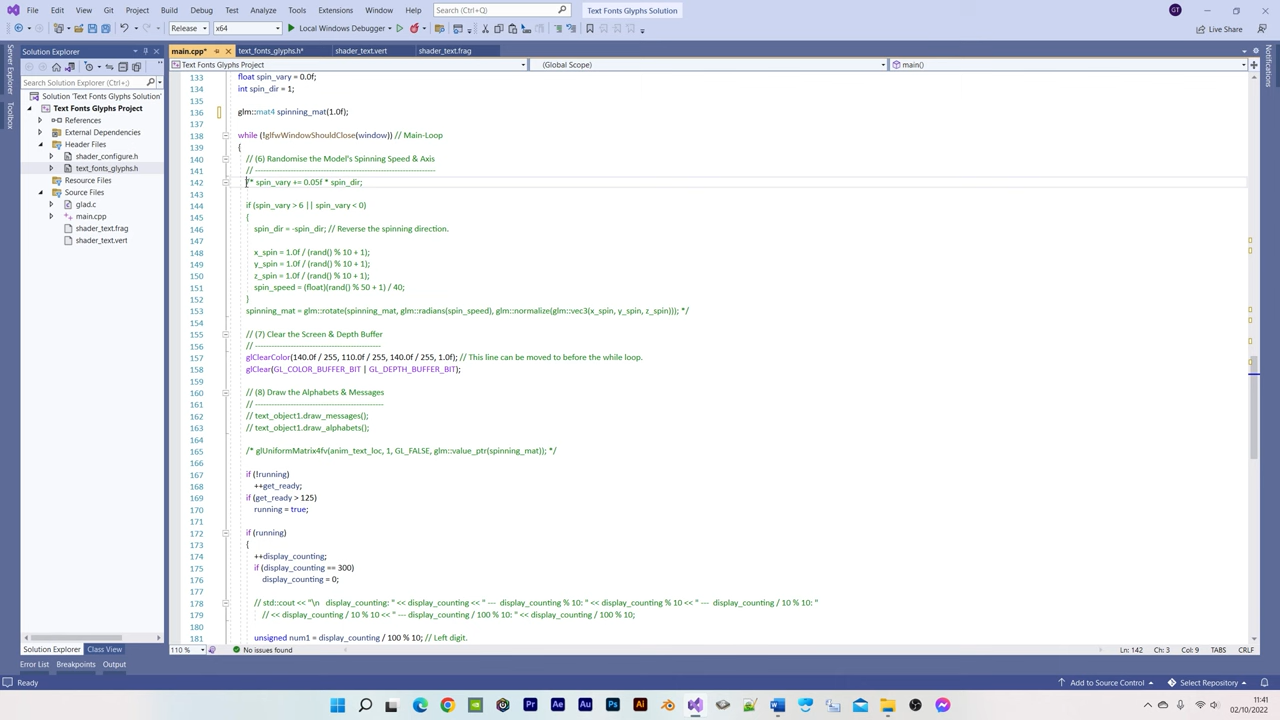 File Edit View Git Project Build Debug Test Analyze Tools Extensions Window Help Search (Ctrl+Q) Text Fonts Glyphs Solution GT
Release x64 Local Windows Debugger Live Share
Solution Explorer
Search Solution Explorer (Ctrl+;)
Solution 'Text Fonts Glyphs Solution'
Text Fonts Glyphs Project
References
External Dependencies
Header Files
shader_configure.h
text_fonts_glyphs.h
Resource Files
Source Files
glad.c
main.cpp
shader_text.frag
shader_text.vert
Solution Explorer Class View
Server Explorer
Toolbox
Notifications
main.cpp* text_fonts_glyphs.h* shader_text.vert shader_text.frag
Text Fonts Glyphs Project (Global Scope) main()
133 float spin_vary = 0.0f;
134 int spin_dir = 1;
135
136 glm::mat4 spinning_mat(1.0f);
137
138 while (!glfwWindowShouldClose(window)) // Main-Loop
139 {
140 // (6) Randomise the Model's Spinning Speed & Axis
141 // ---------------------------------------------
142 /* spin_vary += 0.05f * spin_dir;
143
144 if (spin_vary > 6 || spin_vary < 0)
145 {
146 spin_dir = -spin_dir; // Reverse the spinning direction.
147
148 x_spin = 1.0f / (rand() % 10 + 1);
149 y_spin = 1.0f / (rand() % 10 + 1);
150 z_spin = 1.0f / (rand() % 10 + 1);
151 spin_speed = (float)(rand() % 50 + 1) / 40;
152 }
153 spinning_mat = glm::rotate(spinning_mat, glm::radians(spin_speed), glm::normalize(glm::vec3(x_spin, y_spin, z_spin))); */
154
155 // (7) Clear the Screen & Depth Buffer
156 // --------------------------------
157 glClearColor(140.0f / 255, 110.0f / 255, 140.0f / 255, 1.0f); // This line can be moved to before the while loop.
158 glClear(GL_COLOR_BUFFER_BIT | GL_DEPTH_BUFFER_BIT);
159
160 // (8) Draw the Alphabets & Messages
161 // --------------------------------
162 // text_object1.draw_messages();
163 // text_object1.draw_alphabets();
164
165 /* glUniformMatrix4fv(anim_text_loc, 1, GL_FALSE, glm::value_ptr(spinning_mat)); */
166
167 if (!running)
168 ++get_ready;
169 if (get_ready > 125)
170 running = true;
171
172 if (running)
173 {
174 ++display_counting;
175 if (display_counting == 300)
176 display_counting = 0;
177
178 // std::cout << "\n display_counting: " << display_counting << " --- display_counting % 10: " << display_counting % 10 << " --- display_counting / 10 % 10: "
179 // << display_counting / 10 % 10 << " --- display_counting / 100 % 10: " << display_counting / 100 % 10;
180
181 unsigned num1 = display_counting / 100 % 10; // Left digit.
110 % No issues found Ln: 142 Ch: 3 Col: 9 TABS CRLF
Error List Breakpoints Output
Ready Add to Source Control Select Repository
11:41
02/10/2022